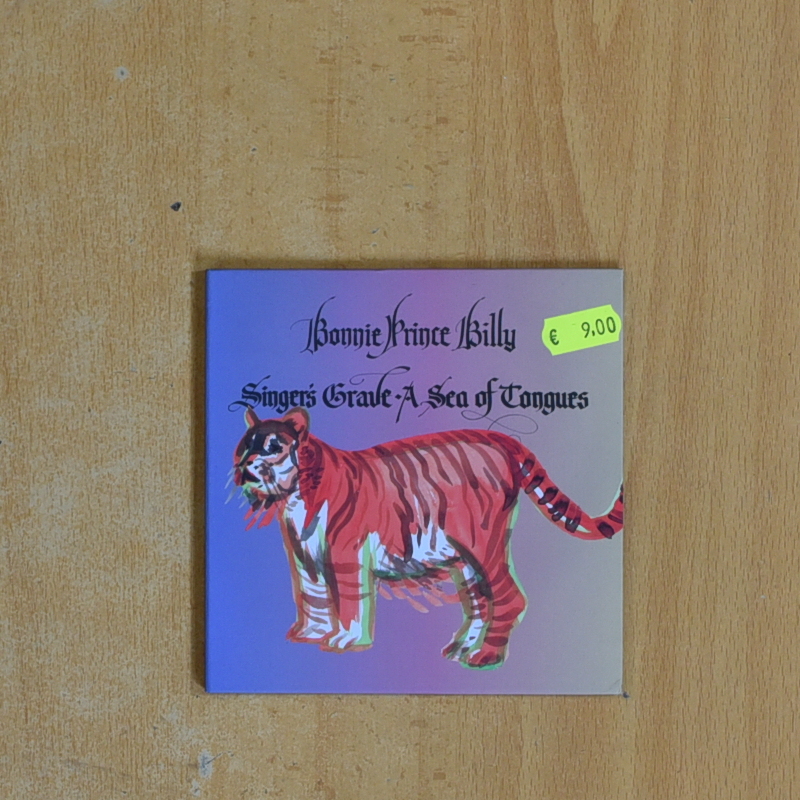 Bonnie Prince Billy
€ 9,00
Singer's Grave · A Sea of Tongues